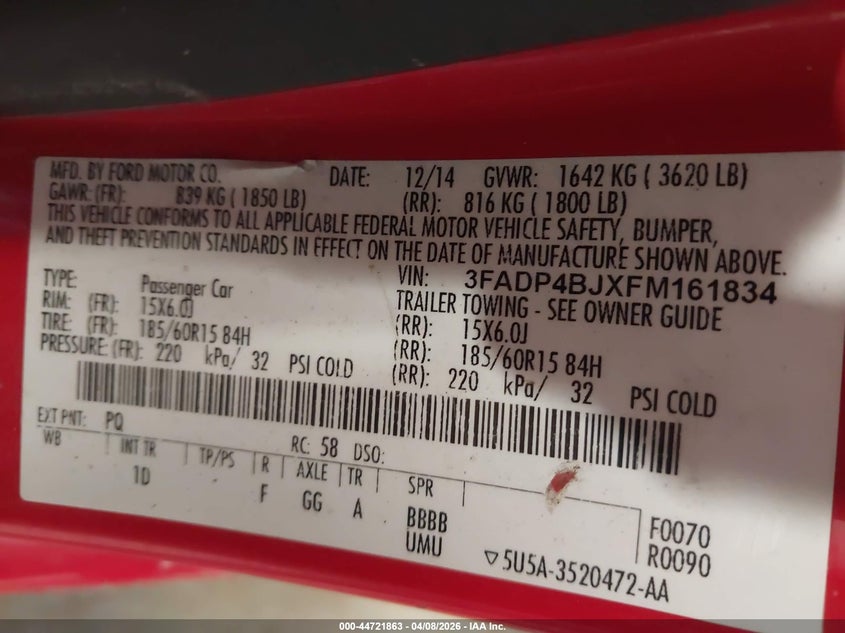 MFD. BY FORD MOTOR CO. DATE: 12/14 GVWR: 1642 KG ( 3620 LB)
GAWR: (FR): 839 KG ( 1850 LB) (RR): 816 KG ( 1800 LB)
THIS VEHICLE CONFORMS TO ALL APPLICABLE FEDERAL MOTOR VEHICLE SAFETY, BUMPER,
AND THEFT PREVENTION STANDARDS IN EFFECT ON THE DATE OF MANUFACTURE SHOWN ABOVE.
VIN: 3FADP4BJXFM161834
TYPE: Passenger Car TRAILER TOWING - SEE OWNER GUIDE
RIM: (FR): 15X6.0J (RR): 15X6.0J
TIRE: (FR): 185/60R15 84H (RR): 185/60R15 84H
PRESSURE: (FR): 220 kPa/ 32 PSI COLD (RR): 220 kPa/ 32 PSI COLD
EXT PNT: PQ RC: 58 DSO:
WB INT TR TP/PS R AXLE TR SPR
1D F GG A BBBB F0070
UMU R0090
▽5U5A-3520472-AA
000-44721863 - 04/08/2026 - IAA Inc.